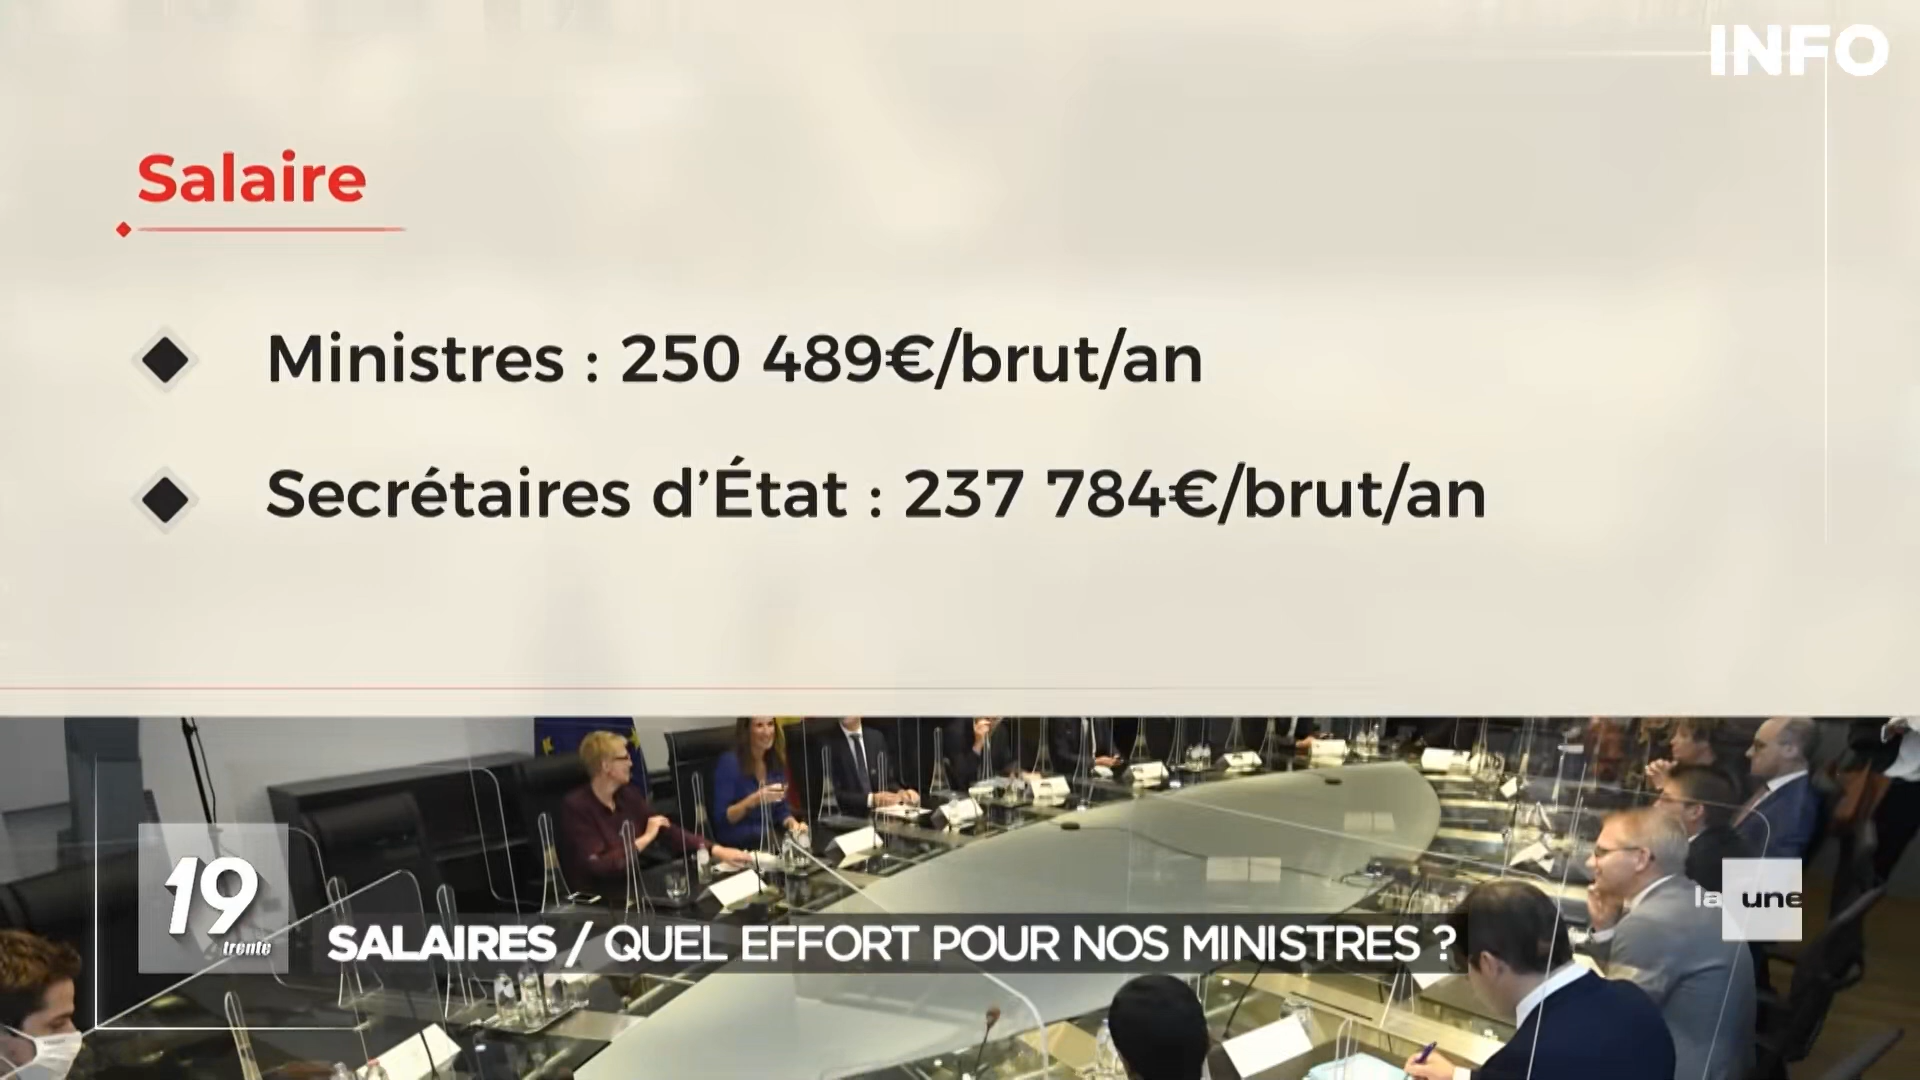 INFO
Salaire
Ministres : 250 489€/brut/an
Secrétaires d'État : 237 784€/brut/an
19
trente
SALAIRES / QUEL EFFORT POUR NOS MINISTRES ?
la une